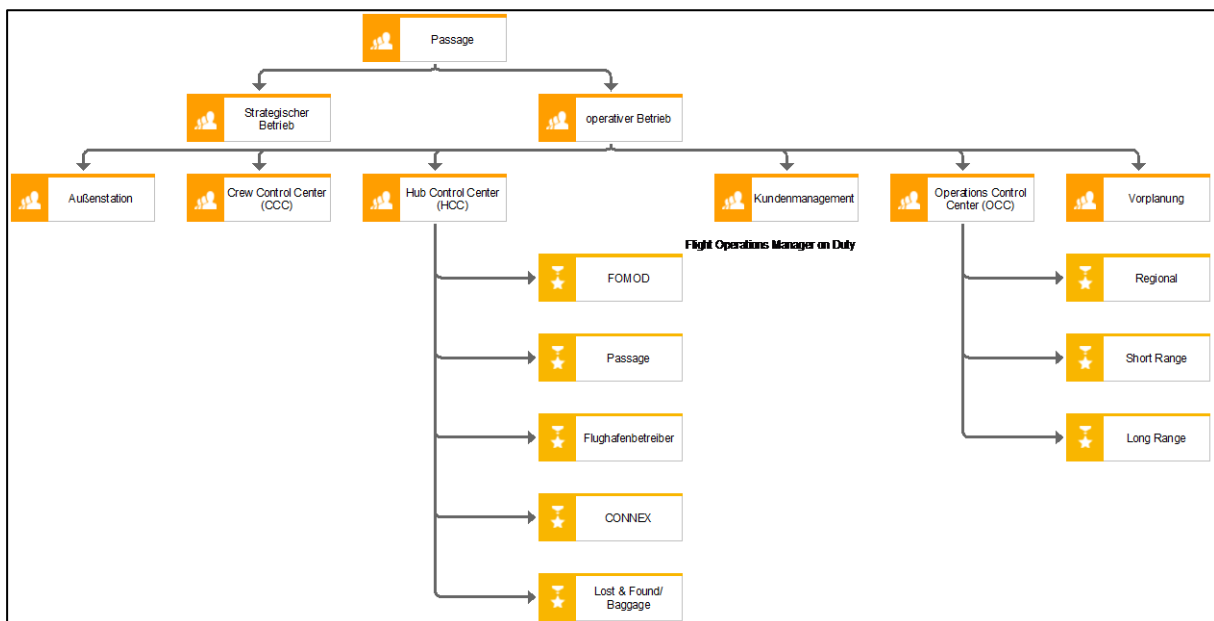 Passage
Strategischer
Betrieb
operativer Betrieb
Außenstation
Crew Control Center
(CCC)
Hub Control Center
(HCC)
Kundenmanagement
Operations Control
Center (OCC)
Vorplanung
Flight Operations Manager on Duty
FOMOD
Regional
Passage
Short Range
Flughafenbetreiber
Long Range
CONNEX
Lost & Found/
Baggage